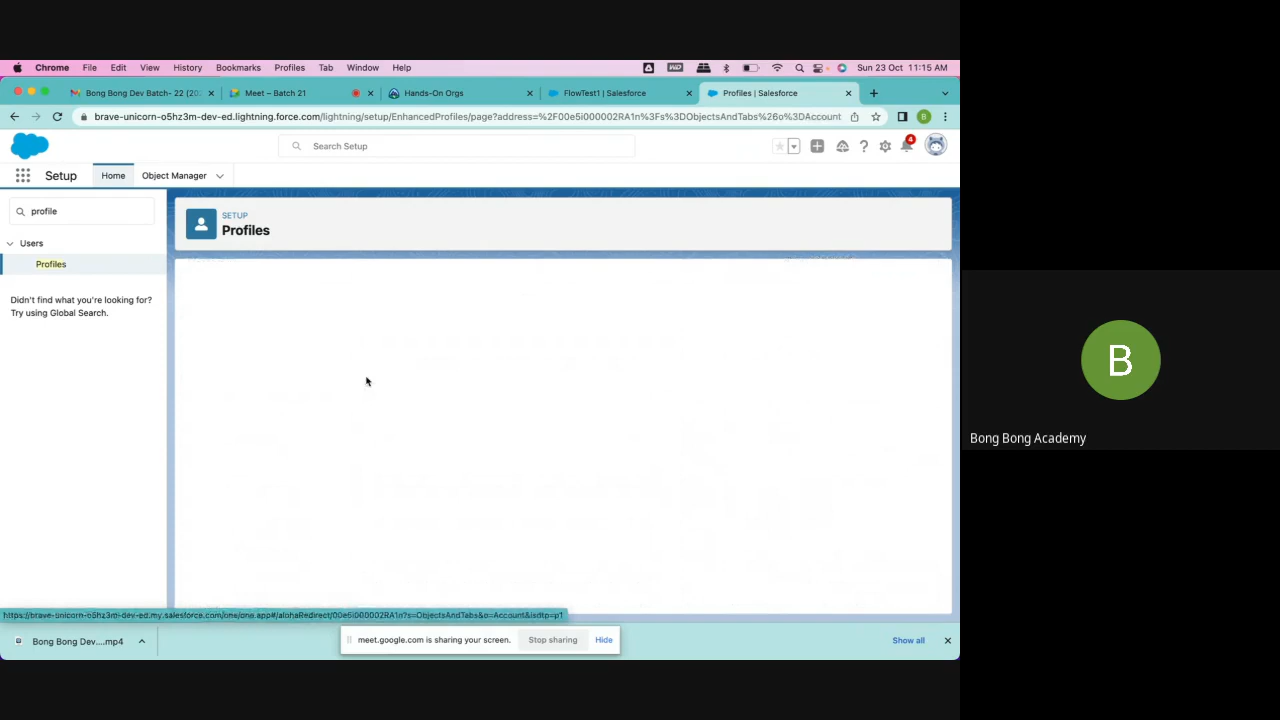 Chrome File Edit View History Bookmarks Profiles Tab Window Help Sun 23 Oct 11:15 AM
Bong Bong Dev Batch- 22 (202 Meet – Batch 21 Hands-On Orgs FlowTest1 | Salesforce Profiles | Salesforce
brave-unicorn-o5hz3m-dev-ed.lightning.force.com/lightning/setup/EnhancedProfiles/page?address=%2F00e5i000002RA1n%3Fs%3DObjectsAndTabs%26o%3DAccount B
Search Setup 4
Setup Home Object Manager
profile
SETUP
Profiles
Users
Profiles
Didn't find what you're looking for?
Try using Global Search.
B
Bong Bong Academy
https://brave-unicorn-o5hz3m-dev-ed.my.salesforce.com/one/one.app#/alohaRedirect/00e5i000002RA1n?s=ObjectsAndTabs&o=Account&isdtp=p1
Bong Bong Dev....mp4 meet.google.com is sharing your screen. Stop sharing Hide Show all